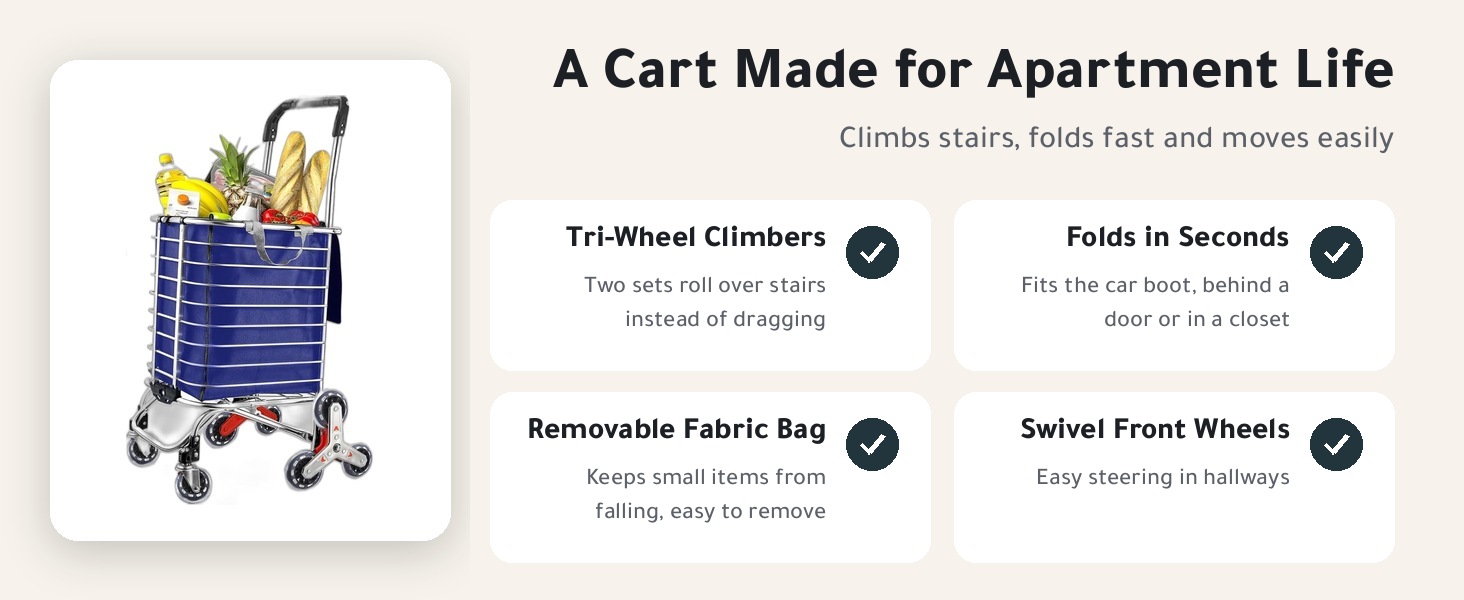 A Cart Made for Apartment Life
Climbs stairs, folds fast and moves easily
Tri-Wheel Climbers
Two sets roll over stairs
instead of dragging
Folds in Seconds
Fits the car boot, behind a
door or in a closet
Removable Fabric Bag
Keeps small items from
falling, easy to remove
Swivel Front Wheels
Easy steering in hallways